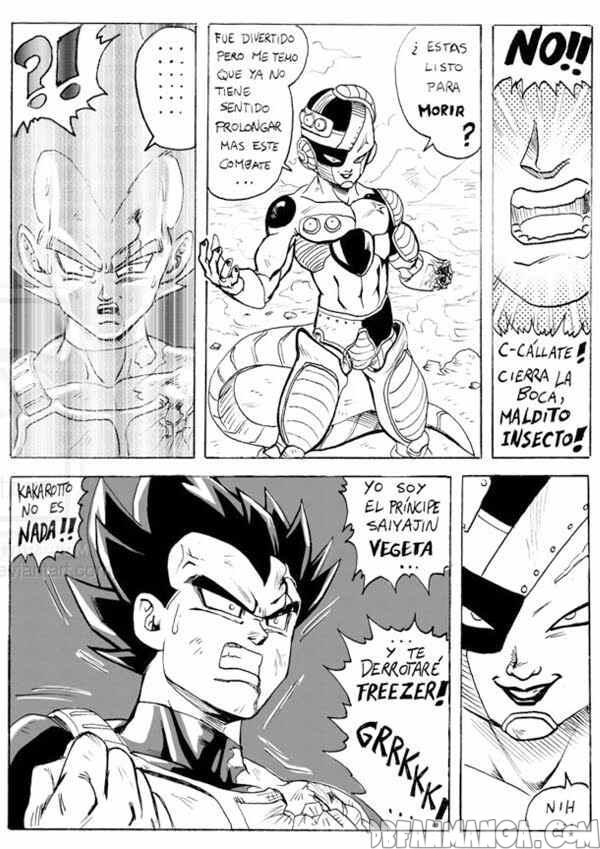 ?!
.......
FUE DIVERTIDO
PERO ME TEMO
QUE YA NO
TIENE
SENTIDO
PROLONGAR
MAS ESTE
COMBATE
...
¿ESTAS
LISTO
PARA
MORIR
?
NO!!
C-CÁLLATE!
CIERRA LA
BOCA,
MALDITO
INSECTO!
KAKAROTTO
NO ES
NADA!!
YO SOY
EL PRÍNCIPE
SAIYAJIN
VEGETA
...
...
Y TE
DERROTARÉ
FREEZER!
GRRKKK!
NIH
DBFANMANGA.COM